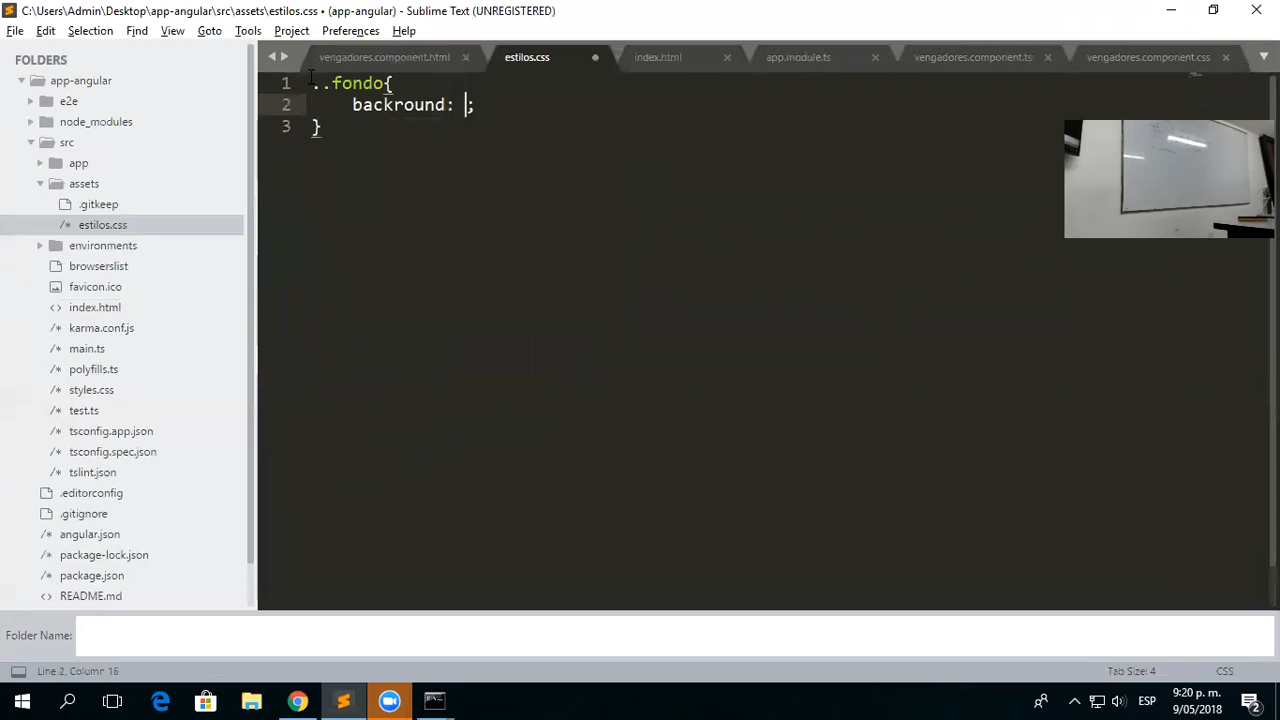 C:\Users\Admin\Desktop\app-angular\src\assets\estilos.css • (app-angular) - Sublime Text (UNREGISTERED)
File Edit Selection Find View Goto Tools Project Preferences Help
FOLDERS
app-angular
e2e
node_modules
src
app
assets
.gitkeep
/* estilos.css
environments
/* browserslist
favicon.ico
<> index.html
/* karma.conf.js
/* main.ts
/* polyfills.ts
/* styles.css
/* test.ts
/* tsconfig.app.json
/* tsconfig.spec.json
/* tslint.json
.editorconfig
.gitignore
angular.json
package-lock.json
package.json
README.md
vengadores.component.html × estilos.css index.html × app.module.ts × vengadores.component.ts × vengadores.component.css ×
1 ..fondo{
2 backround: ;
3 }
Folder Name:
Line 2, Column 16 Tab Size: 4 CSS
ESP
9:20 p. m.
9/05/2018
2